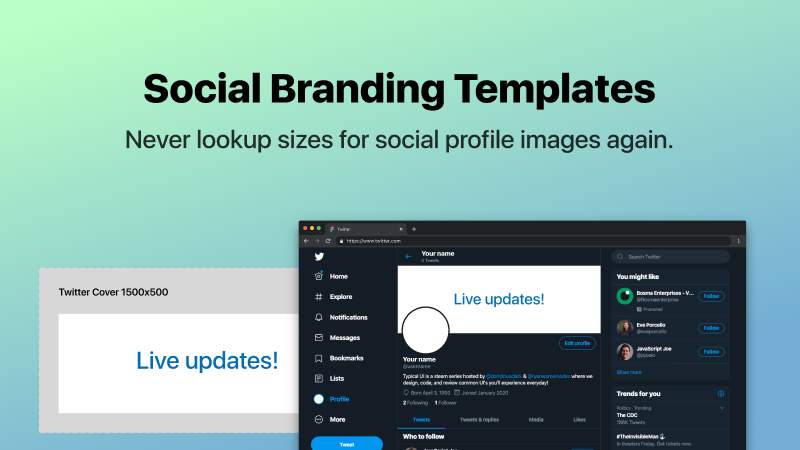 Social Branding Templates
Never lookup sizes for social profile images again.
Twitter Cover 1500x500
Live updates!
Twitter
https://www.twitter.com
Home
Explore
Notifications
Messages
Bookmarks
Lists
Profile
More
Tweet
Your name
0 Tweets
Live updates!
Edit profile
Your name
@username
Typical UI is a steam series hosted by @dominiusdark & @ryanwarnercodes where we
design, code, and review common UI's you'll experience everyday!
Born April 3, 1990 Joined January 2020
2 Following 1 Follower
Tweets Tweets & replies Media Likes
Who to follow
Search Twitter
You might like
Bosma Enterprises - V...
@Bosmaenterprise
Follow
Promoted
Eve Porcello
@eveporcello
Follow
JavaScript Joe
@jsjoeio
Follow
Show more
Trends for you
Politics · Trending
The CDC
188K Tweets
#TheInvisibleMan
In theaters Friday. Get tickets now.